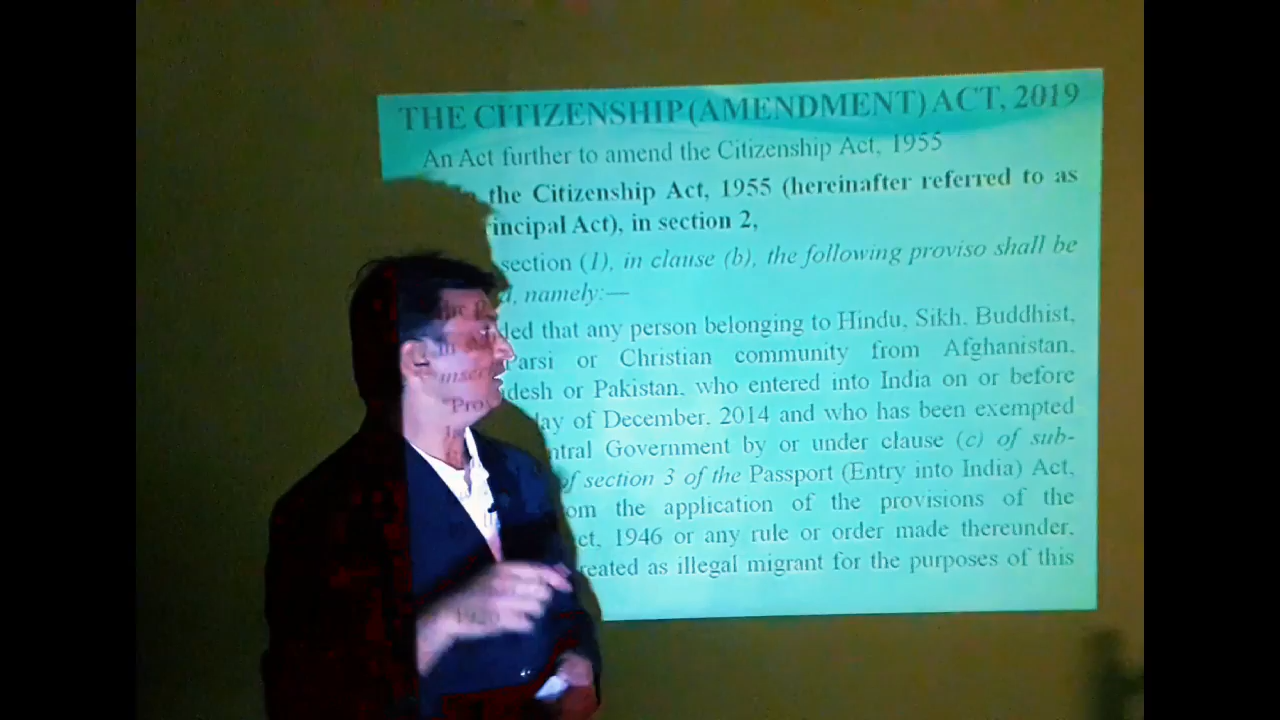 THE CITIZENSHIP (AMENDMENT) ACT, 2019
An Act further to amend the Citizenship Act, 1955
the Citizenship Act, 1955 (hereinafter referred to as
incipal Act), in section 2,
section (1), in clause (b), the following proviso shall be
d, namely:—
ded that any person belonging to Hindu, Sikh, Buddhist,
Parsi or Christian community from Afghanistan,
desh or Pakistan, who entered into India on or before
day of December, 2014 and who has been exempted
ntral Government by or under clause (c) of sub-
of section 3 of the Passport (Entry into India) Act,
om the application of the provisions of the
ct, 1946 or any rule or order made thereunder,
reated as illegal migrant for the purposes of this